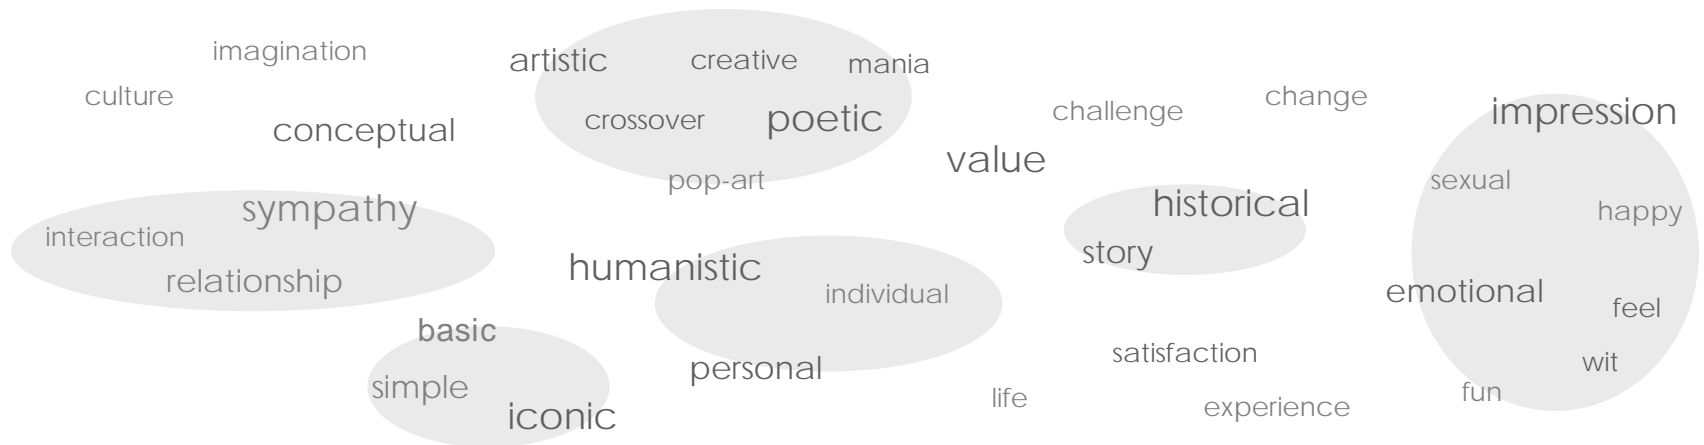 imagination
culture
conceptual
artistic
creative
mania
crossover
poetic
pop-art
challenge
change
value
impression
sexual
happy
sympathy
interaction
relationship
historical
story
humanistic
individual
personal
emotional
feel
wit
fun
basic
simple
iconic
satisfaction
life
experience